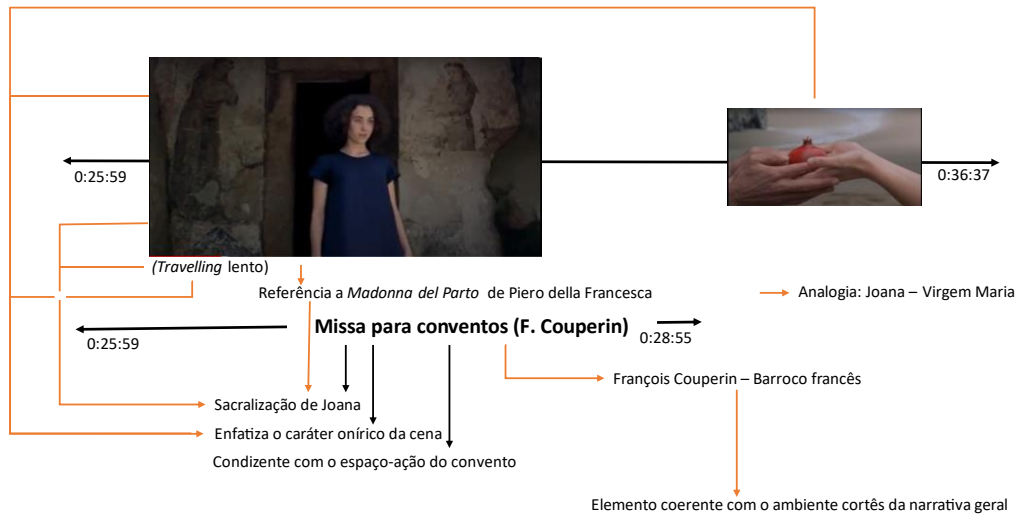 0:25:59
0:36:37
(Travelling lento)
Referência a Madonna del Parto de Piero della Francesca
Analogia: Joana – Virgem Maria
Missa para conventos (F. Couperin)
0:25:59
0:28:55
François Couperin – Barroco francês
Sacralização de Joana
Enfatiza o caráter onírico da cena
Condizente com o espaço-ação do convento
Elemento coerente com o ambiente cortês da narrativa geral